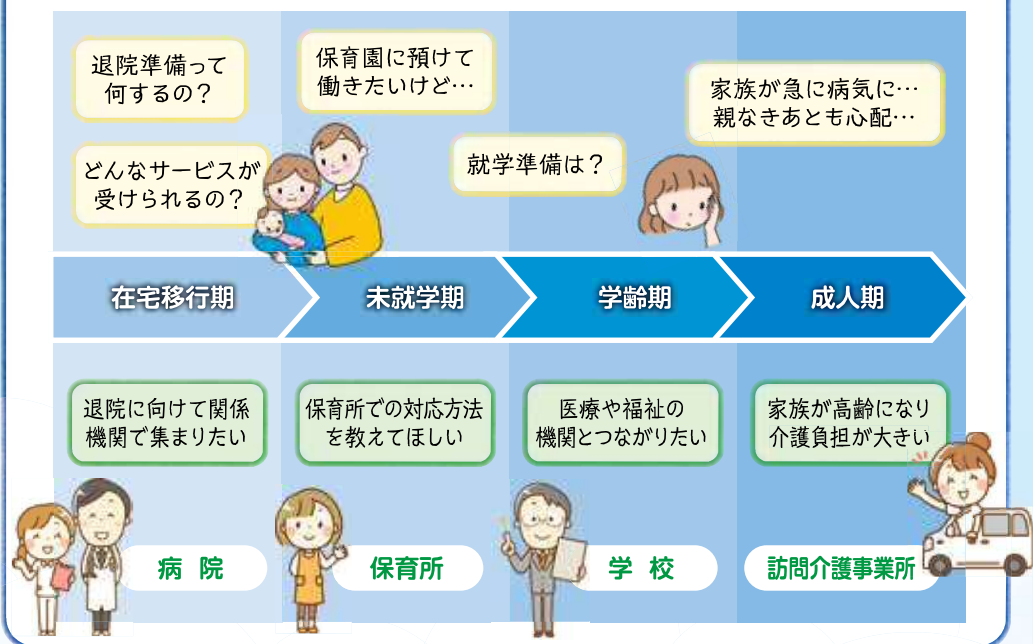 退院準備って
何するの?
保育園に預けて
働きたいけど…
家族が急に病気に…
親なきあとも心配…
どんなサービスが
受けられるの?
就学準備は?
在宅移行期
未就学期
学齢期
成人期
退院に向けて関係
機関で集まりたい
保育所での対応方法
を教えてほしい
医療や福祉の
機関とつながりたい
家族が高齢になり
介護負担が大きい
病 院
保育所
学 校
訪問介護事業所